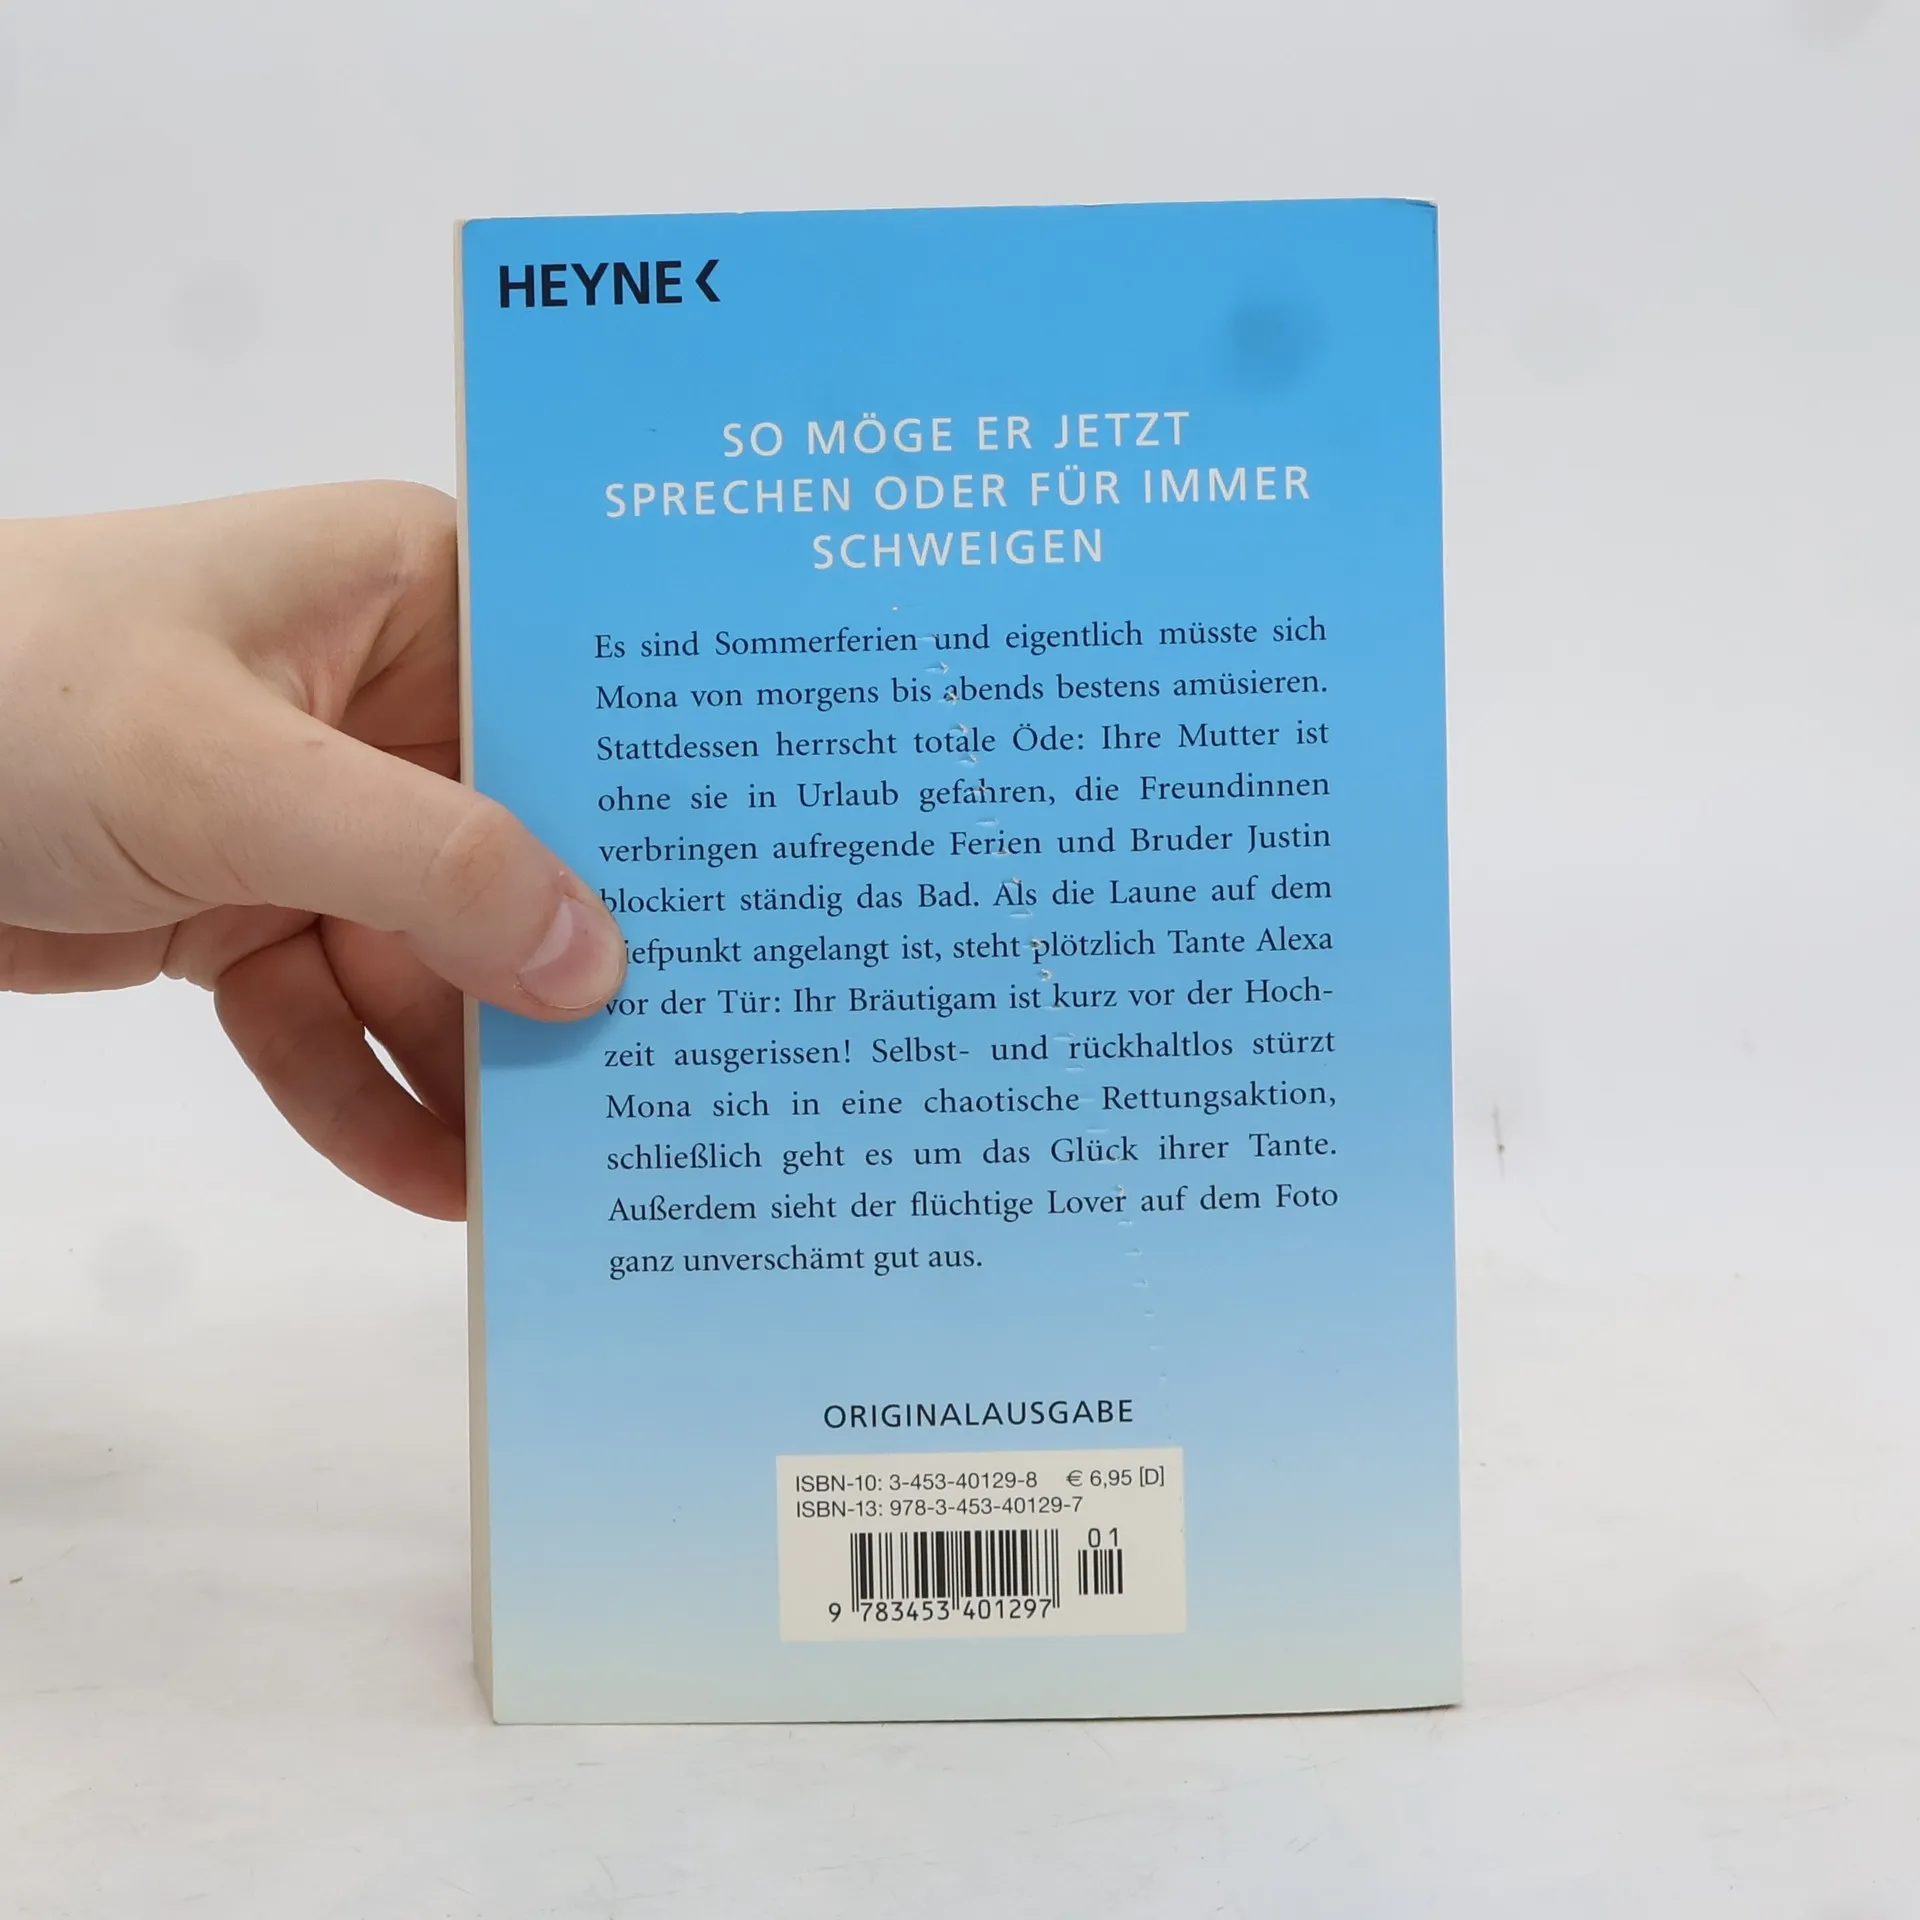 HEYNE<
SO MÖGE ER JETZT
SPRECHEN ODER FÜR IMMER
SCHWEIGEN
Es sind Sommerferien und eigentlich müsste sich
Mona von morgens bis abends bestens amüsieren.
Stattdessen herrscht totale Öde: Ihre Mutter ist
ohne sie in Urlaub gefahren, die Freundinnen
verbringen aufregende Ferien und Bruder Justin
blockiert ständig das Bad. Als die Laune auf dem
iefpunkt angelangt ist, steht plötzlich Tante Alexa
vor der Tür: Ihr Bräutigam ist kurz vor der Hoch-
zeit ausgerissen! Selbst- und rückhaltlos stürzt
Mona sich in eine chaotische Rettungsaktion,
schließlich geht es um das Glück ihrer Tante.
Außerdem sieht der flüchtige Lover auf dem Foto
ganz unverschämt gut aus.
ORIGINALAUSGABE
ISBN-10: 3-453-40129-8 € 6,95 [D]
ISBN-13: 978-3-453-40129-7
01
9 783453 401297